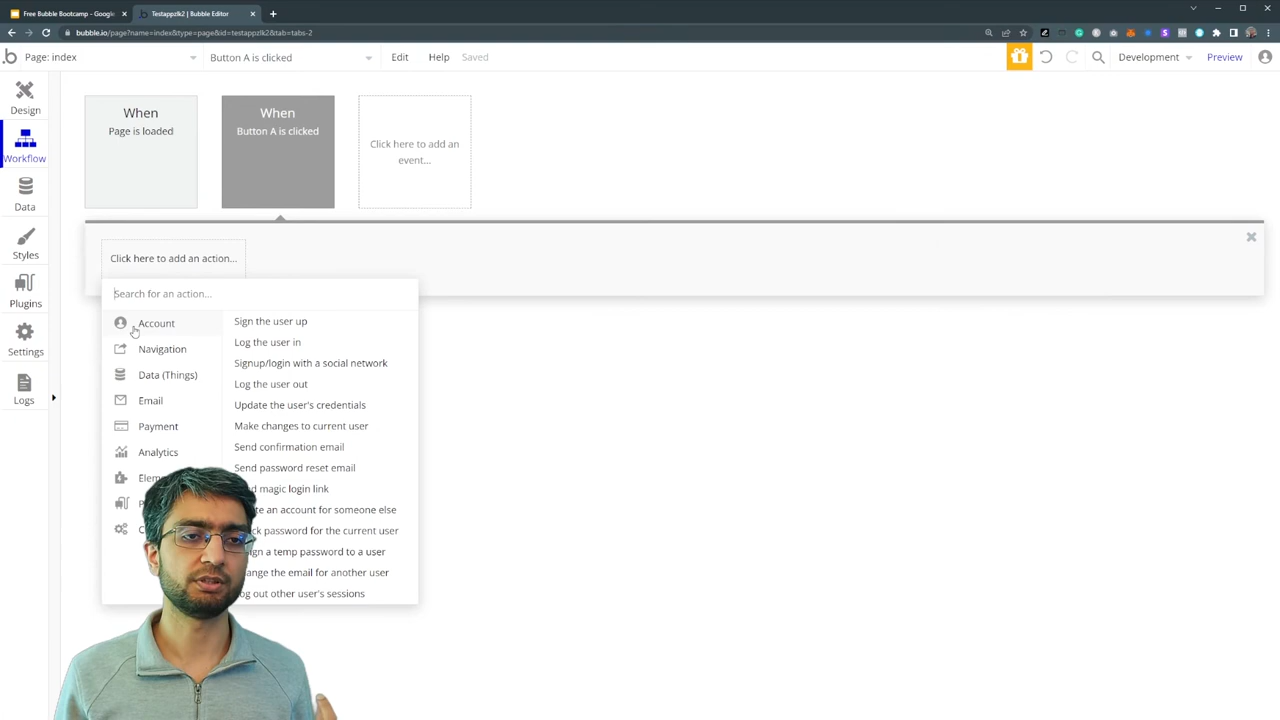 Free Bubble Bootcamp - Google
Testappzlk2 | Bubble Editor
bubble.io/page?name=index&type=page&id=testappzlk2&tab=tabs-2
Page: index
Button A is clicked
Edit
Help
Saved
Development
Preview
Design
Workflow
Data
Styles
Plugins
Settings
Logs
When
Page is loaded
When
Button A is clicked
Click here to add an
event...
Click here to add an action...
Search for an action...
Account
Navigation
Data (Things)
Email
Payment
Analytics
Elem
Sign the user up
Log the user in
Signup/login with a social network
Log the user out
Update the user's credentials
Make changes to current user
Send confirmation email
Send password reset email
magic login link
an account for someone else
password for the current user
a temp password to a user
the email for another user
out other user's sessions